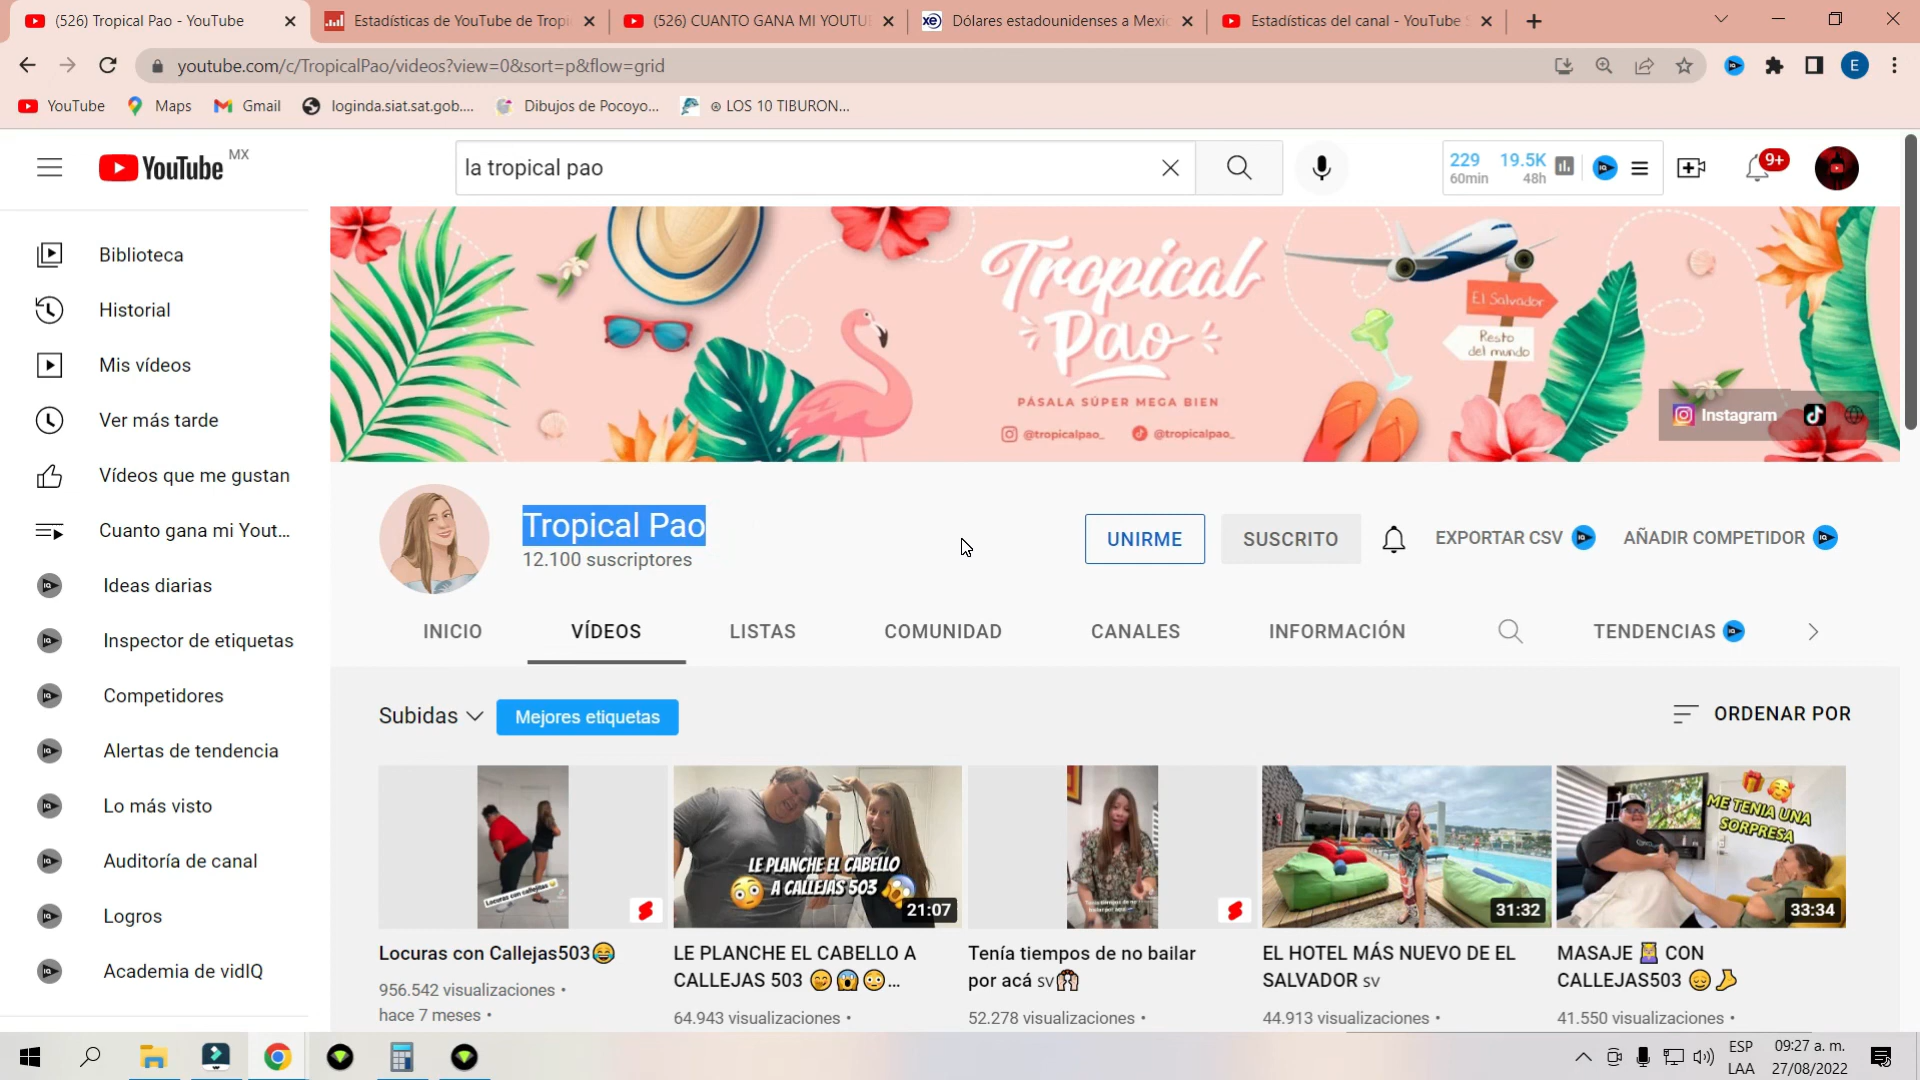 (526) Tropical Pao - YouTube
Estadísticas de YouTube de Tropi
(526) CUANTO GANA MI YOUTU
Dólares estadounidenses a Mexic
Estadísticas del canal - YouTube S
youtube.com/c/TropicalPao/videos?view=0&sort=p&flow=grid
E
YouTube
Maps
Gmail
loginda.siat.sat.gob....
Dibujos de Pocoyo...
⊙ LOS 10 TIBURON...
YouTube MX
la tropical pao
229 19.5K
60min 48h
9+
Biblioteca
Historial
Mis vídeos
Ver más tarde
Vídeos que me gustan
Cuanto gana mi Yout...
Ideas diarias
Inspector de etiquetas
Competidores
Alertas de tendencia
Lo más visto
Auditoría de canal
Logros
Academia de vidIQ
Tropical
Pao
PÁSALA SÚPER MEGA BIEN
@tropicalpao_ @tropicalpao_
El Salvador
Resto
del mundo
Instagram
Tropical Pao
12.100 suscriptores
UNIRME
SUSCRITO
EXPORTAR CSV
AÑADIR COMPETIDOR
INICIO
VÍDEOS
LISTAS
COMUNIDAD
CANALES
INFORMACIÓN
TENDENCIAS
Subidas
Mejores etiquetas
ORDENAR POR
Locuras con callejitas
LE PLANCHE EL CABELLO
A CALLEJAS 503
21:07
31:32
ME TENIA UNA
SORPRESA
33:34
Locuras con Callejas503😂
956.542 visualizaciones •
hace 7 meses •
LE PLANCHE EL CABELLO A
CALLEJAS 503 🤭😱😳...
64.943 visualizaciones •
Tenía tiempos de no bailar
por acá sv🙌
52.278 visualizaciones •
EL HOTEL MÁS NUEVO DE EL
SALVADOR sv
44.913 visualizaciones •
MASAJE 💆 CON
CALLEJAS503 😌🦶
41.550 visualizaciones •
ESP
LAA
09:27 a. m.
27/08/2022